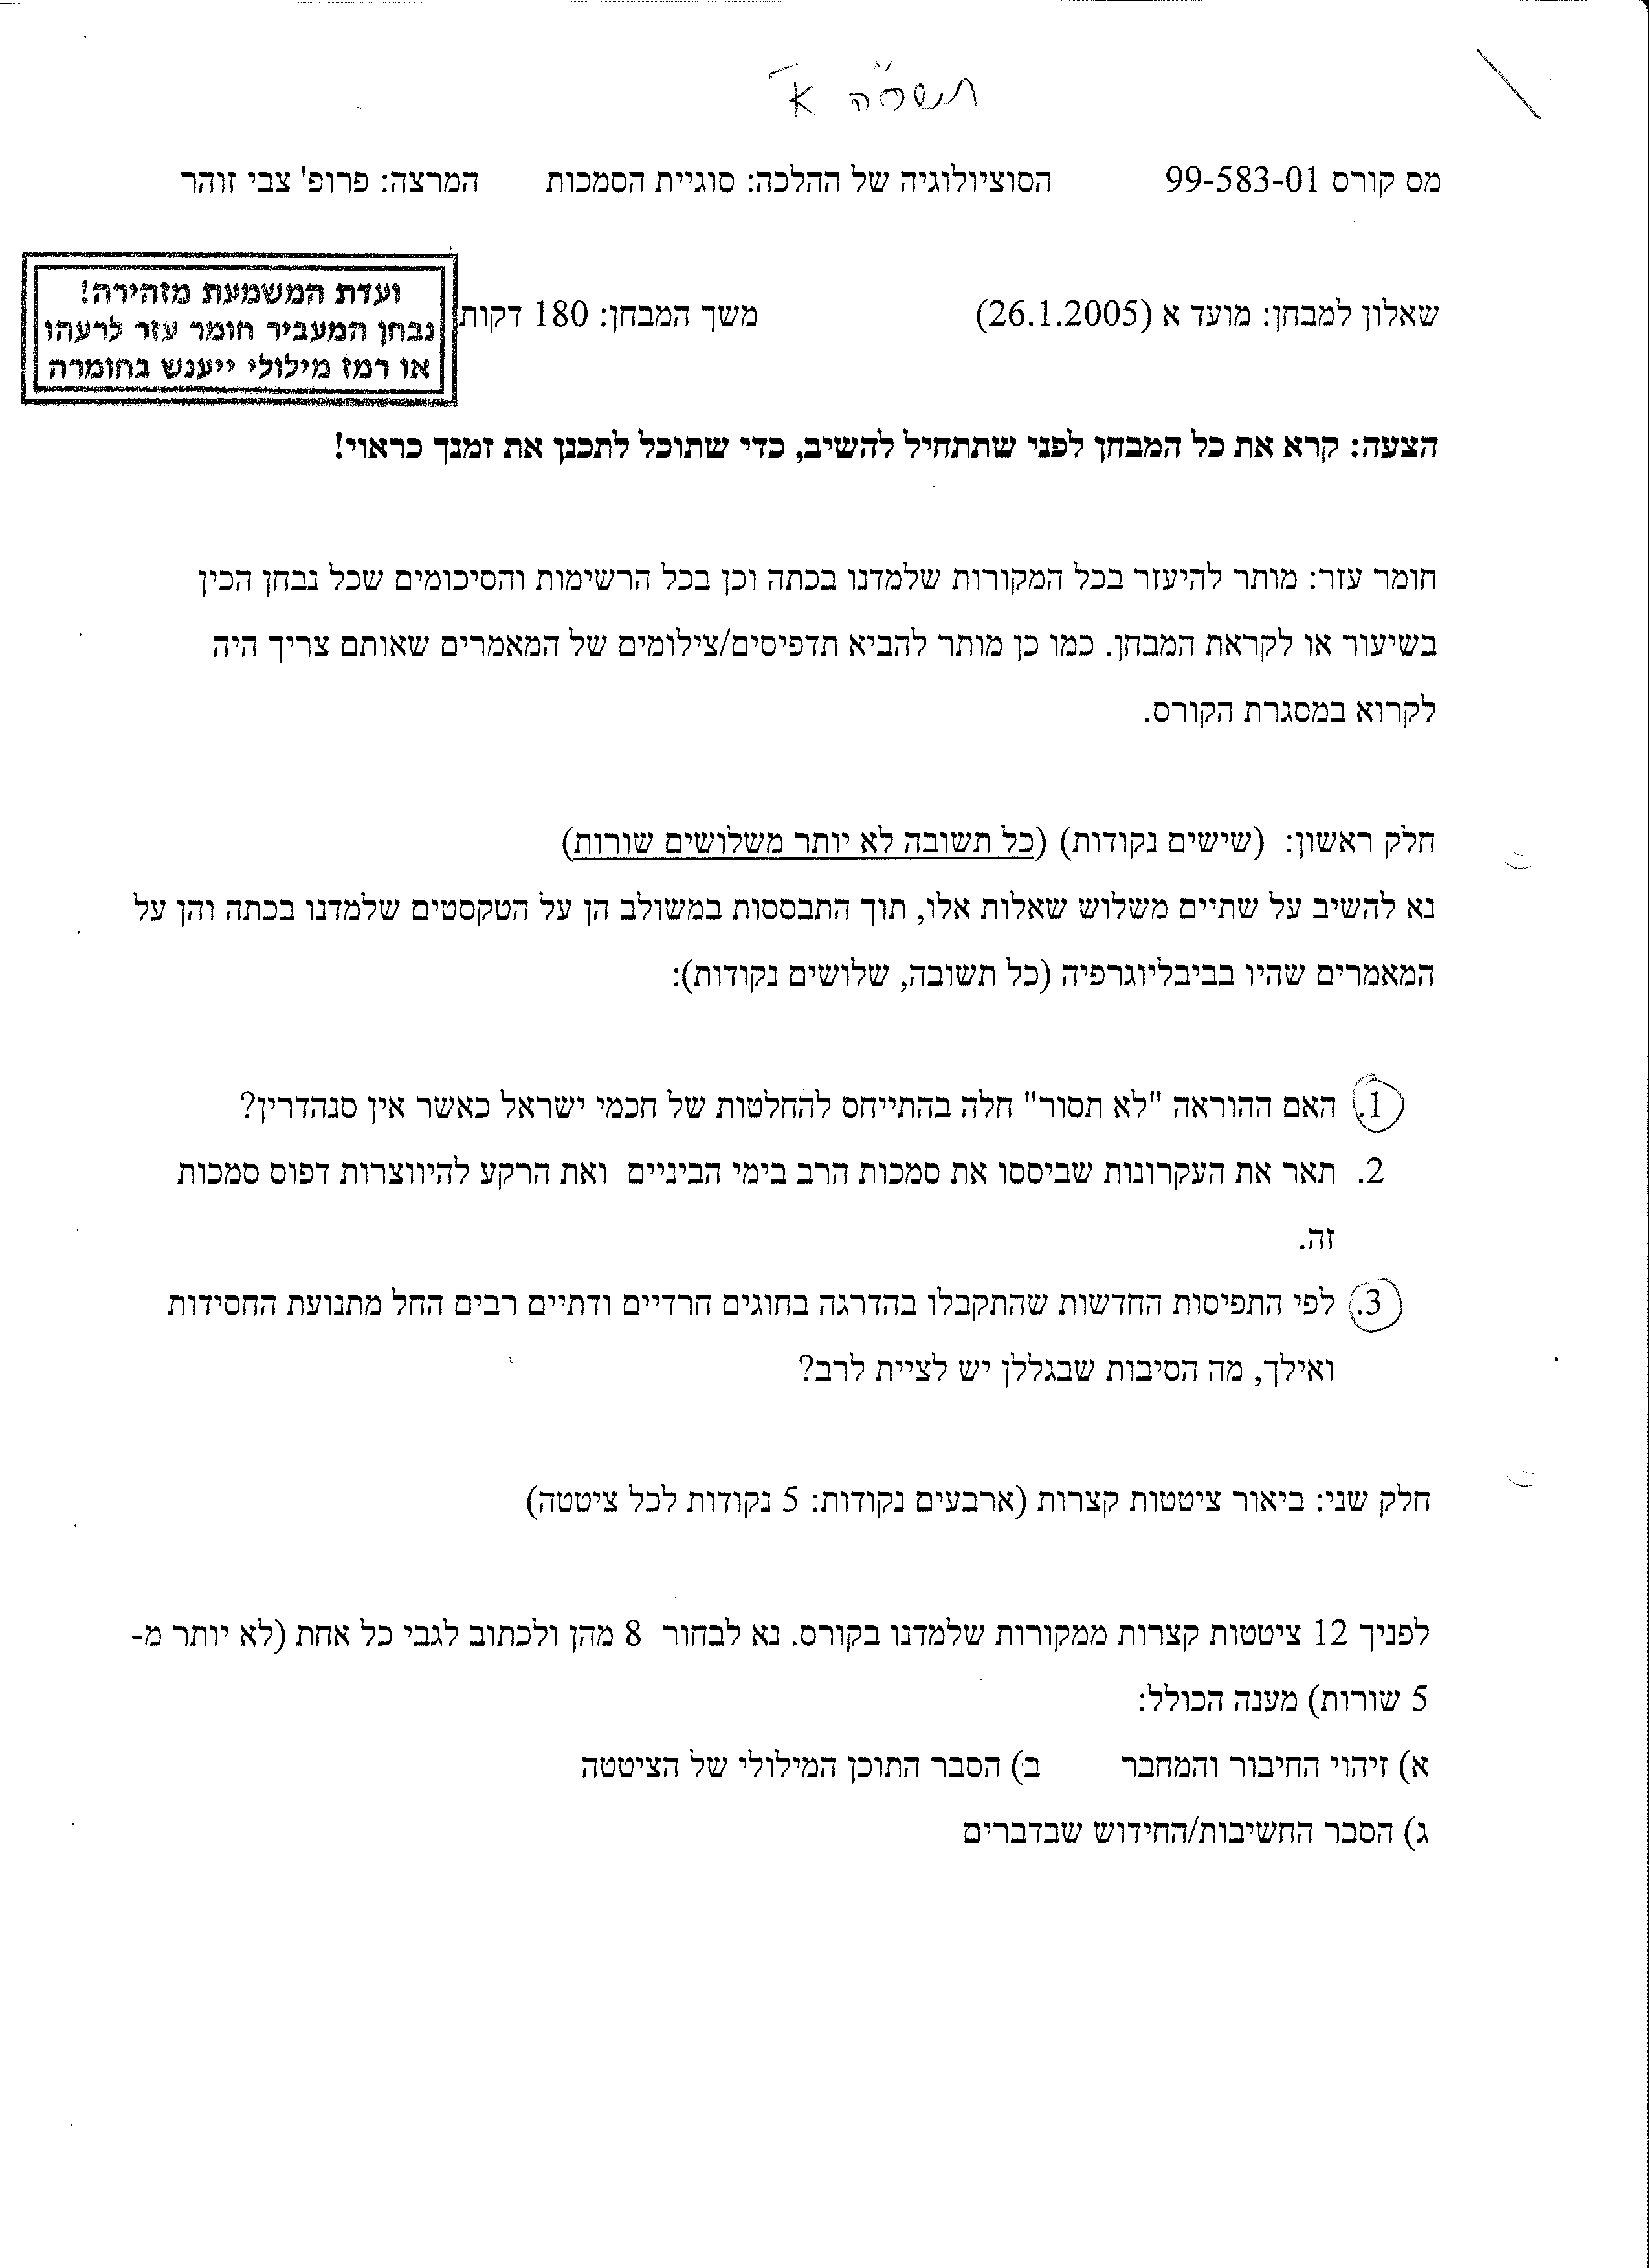 תשס"ה א'
מס קורס 99-583-01 הסוציולוגיה של ההלכה: סוגיית הסמכות המרצה: פרופ' צבי זוהר
שאלון למבחן: מועד א (26.1.2005) משך המבחן: 180 דקות
ועדת המשמעת מזהירה!
נבחן המעביר חומר עזר לרעהו
או רמז מילולי ייענש בחומרה
הצעה: קרא את כל המבחן לפני שתתחיל להשיב, כדי שתוכל לתכנן את זמנך כראוי!
חומר עזר: מותר להיעזר בכל המקורות שלמדנו בכתה וכן בכל הרשימות והסיכומים שכל נבחן הכין
בשיעור או לקראת המבחן. כמו כן מותר להביא תדפיסים/צילומים של המאמרים שאותם צריך היה
לקרוא במסגרת הקורס.
חלק ראשון: (שישים נקודות) (כל תשובה לא יותר משלושים שורות)
נא להשיב על שתיים משלוש שאלות אלו, תוך התבססות במשולב הן על הטקסטים שלמדנו בכתה והן על
המאמרים שהיו בביבליוגרפיה (כל תשובה, שלושים נקודות):
1. האם ההוראה "לא תסור" חלה בהתייחס להחלטות של חכמי ישראל כאשר אין סנהדרין?
2. תאר את העקרונות שביססו את סמכות הרב בימי הביניים ואת הרקע להיווצרות דפוס סמכות
זה.
3. לפי התפיסות החדשות שהתקבלו בהדרגה בחוגים חרדיים ודתיים רבים החל מתנועת החסידות
ואילך, מה הסיבות שבגללן יש לציית לרב?
חלק שני: ביאור ציטטות קצרות (ארבעים נקודות: 5 נקודות לכל ציטטה)
לפניך 12 ציטטות קצרות ממקורות שלמדנו בקורס. נא לבחור 8 מהן ולכתוב לגבי כל אחת (לא יותר מ-
5 שורות) מענה הכולל:
א) זיהוי החיבור והמחבר ב) הסבר התוכן המילולי של הציטטה
ג) הסבר החשיבות/החידוש שבדברים